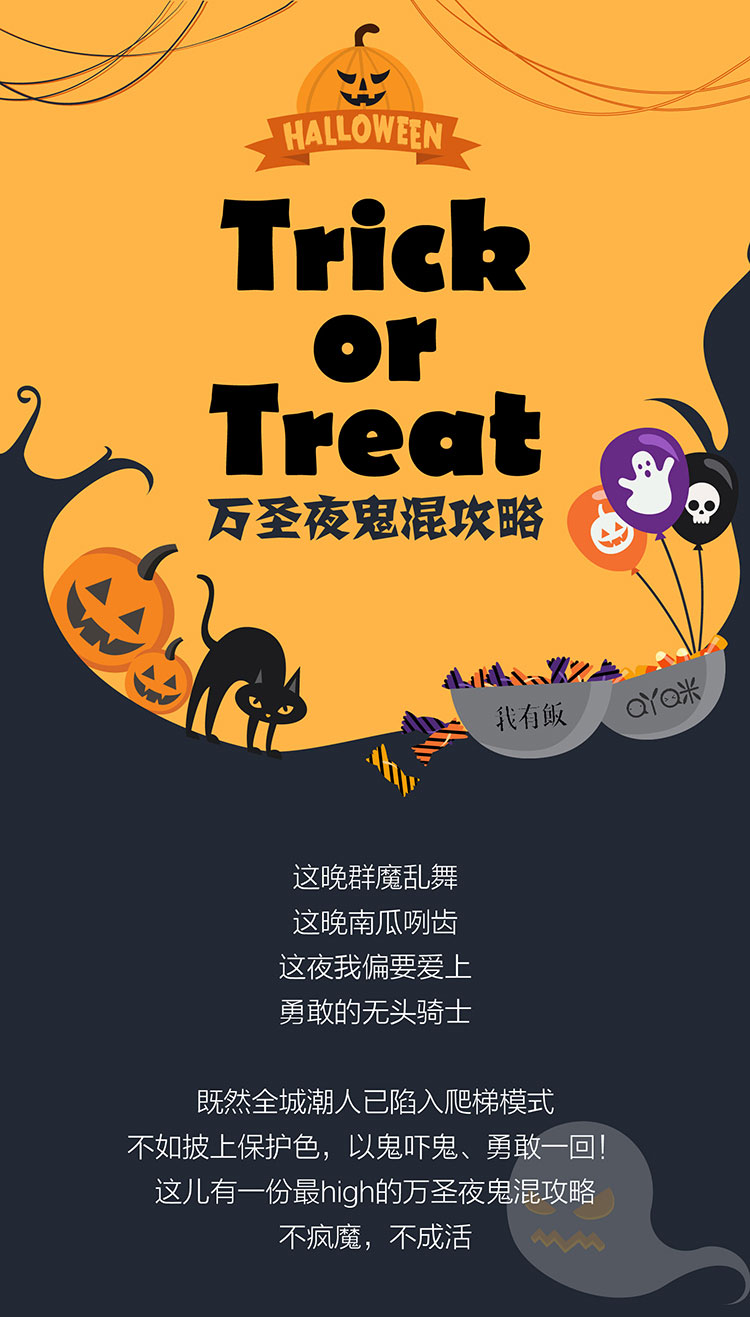 HALLOWEEN
Trick
or
Treat
万圣夜鬼混攻略
我有飯
aYa米
这晚群魔乱舞
这晚南瓜咧齿
这夜我偏要爱上
勇敢的无头骑士
既然全城潮人已陷入爬梯模式
不如披上保护色，以鬼吓鬼、勇敢一回！
这儿有一份最high的万圣夜鬼混攻略
不疯魔，不成活